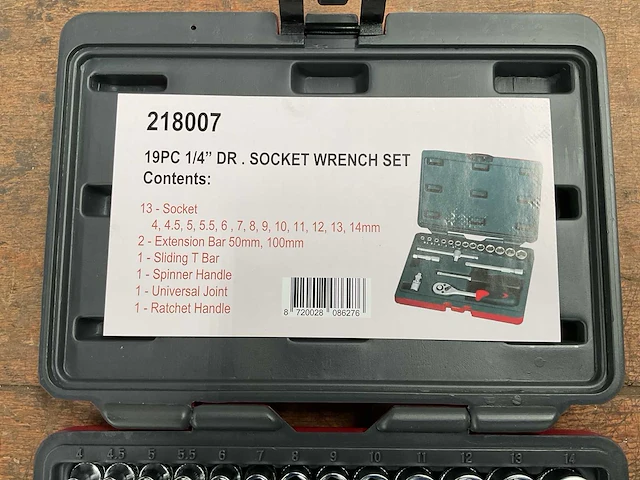 218007
19PC 1/4” DR . SOCKET WRENCH SET
Contents:
13 - Socket
4, 4.5, 5, 5.5, 6 , 7, 8, 9, 10, 11, 12, 13, 14mm
2 - Extension Bar 50mm, 100mm
1 - Sliding T Bar
1 - Spinner Handle
1 - Universal Joint
1 - Ratchet Handle
8 720028 086276
4 4.5 5 5.5 6 7 8 9 10 11 12 13 14